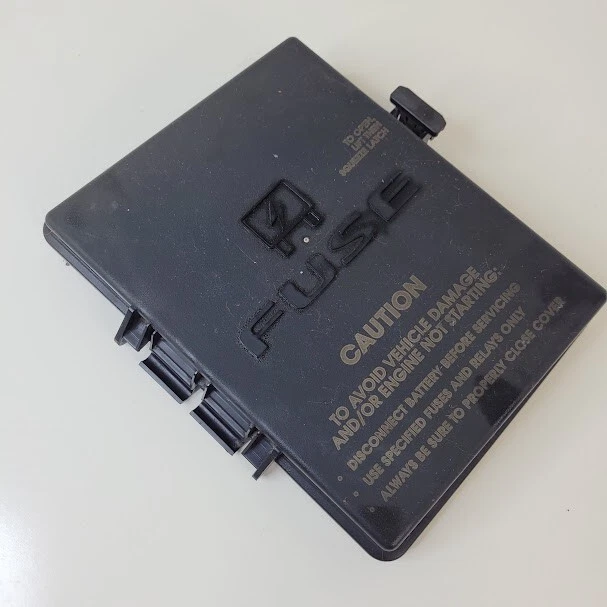 TO OPEN,
LIFT THEN
SQUEEZE LATCH
FUSE
CAUTION
TO AVOID VEHICLE DAMAGE
AND/OR ENGINE NOT STARTING:
• DISCONNECT BATTERY BEFORE SERVICING
• USE SPECIFIED FUSES AND RELAYS ONLY
• ALWAYS BE SURE TO PROPERLY CLOSE COVER